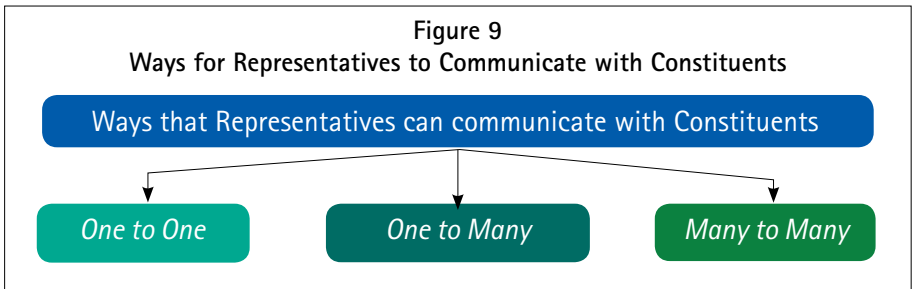 Figure 9
Ways for Representatives to Communicate with Constituents
Ways that Representatives can communicate with Constituents
One to One
One to Many
Many to Many